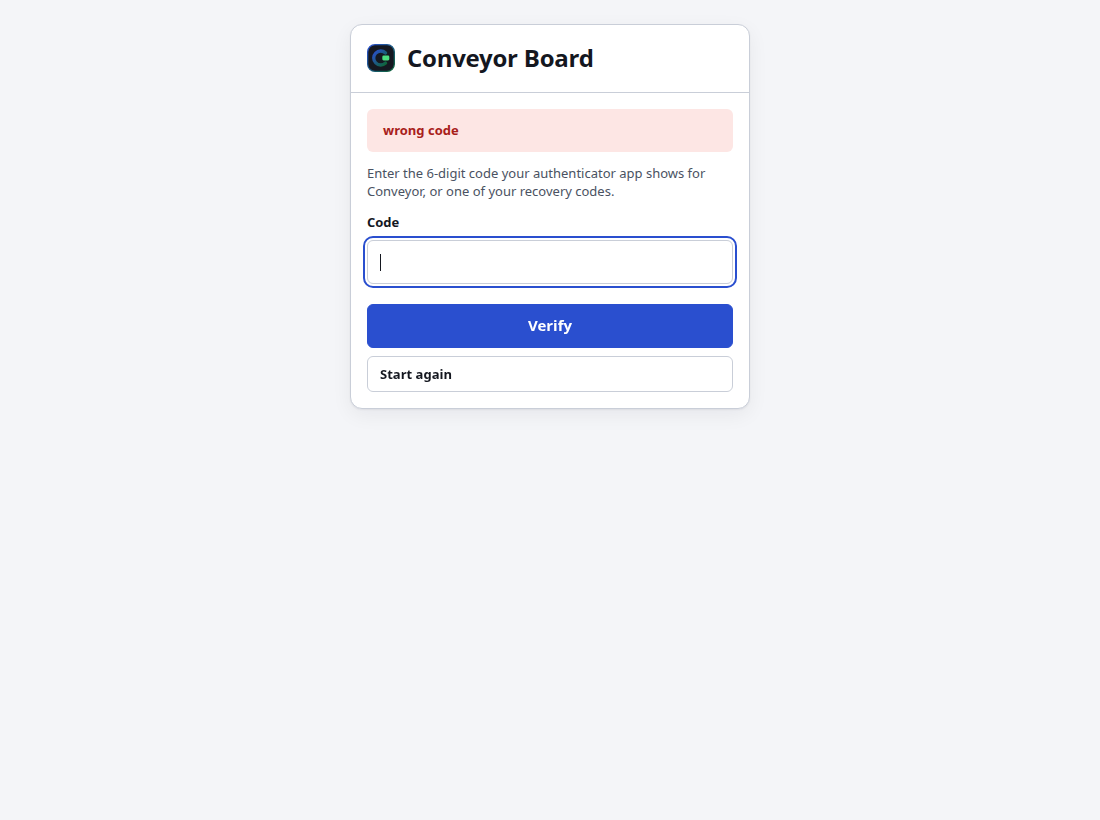 Conveyor Board
wrong code
Enter the 6-digit code your authenticator app shows for
Conveyor, or one of your recovery codes.
Code
Verify
Start again